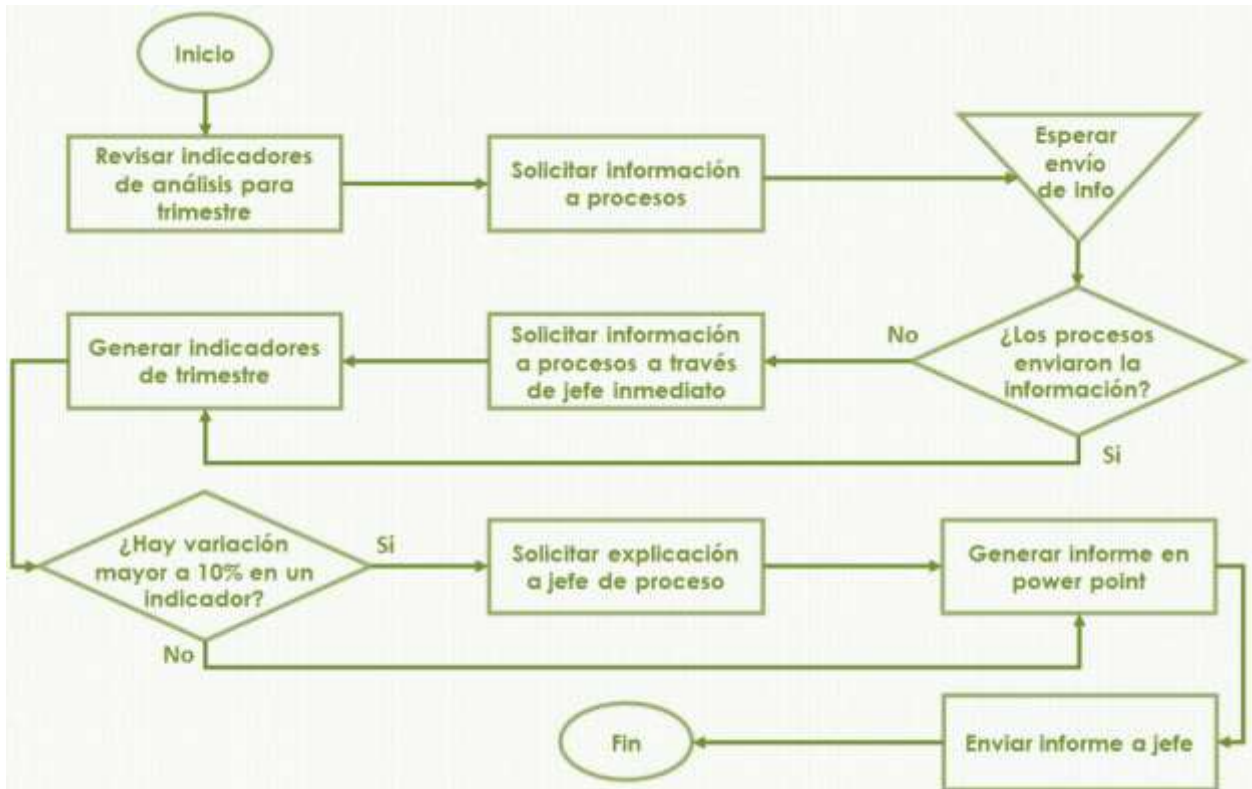 Inicio
Revisar indicadores
de análisis para
trimestre
Solicitar información
a procesos
Esperar
envío
de info
¿Los procesos
enviaron la
información?
No
Si
Solicitar información
a procesos a través
de jefe inmediato
Generar indicadores
de trimestre
¿Hay variación
mayor a 10% en un
indicador?
Si
No
Solicitar explicación
a jefe de proceso
Generar informe en
power point
Enviar informe a jefe
Fin